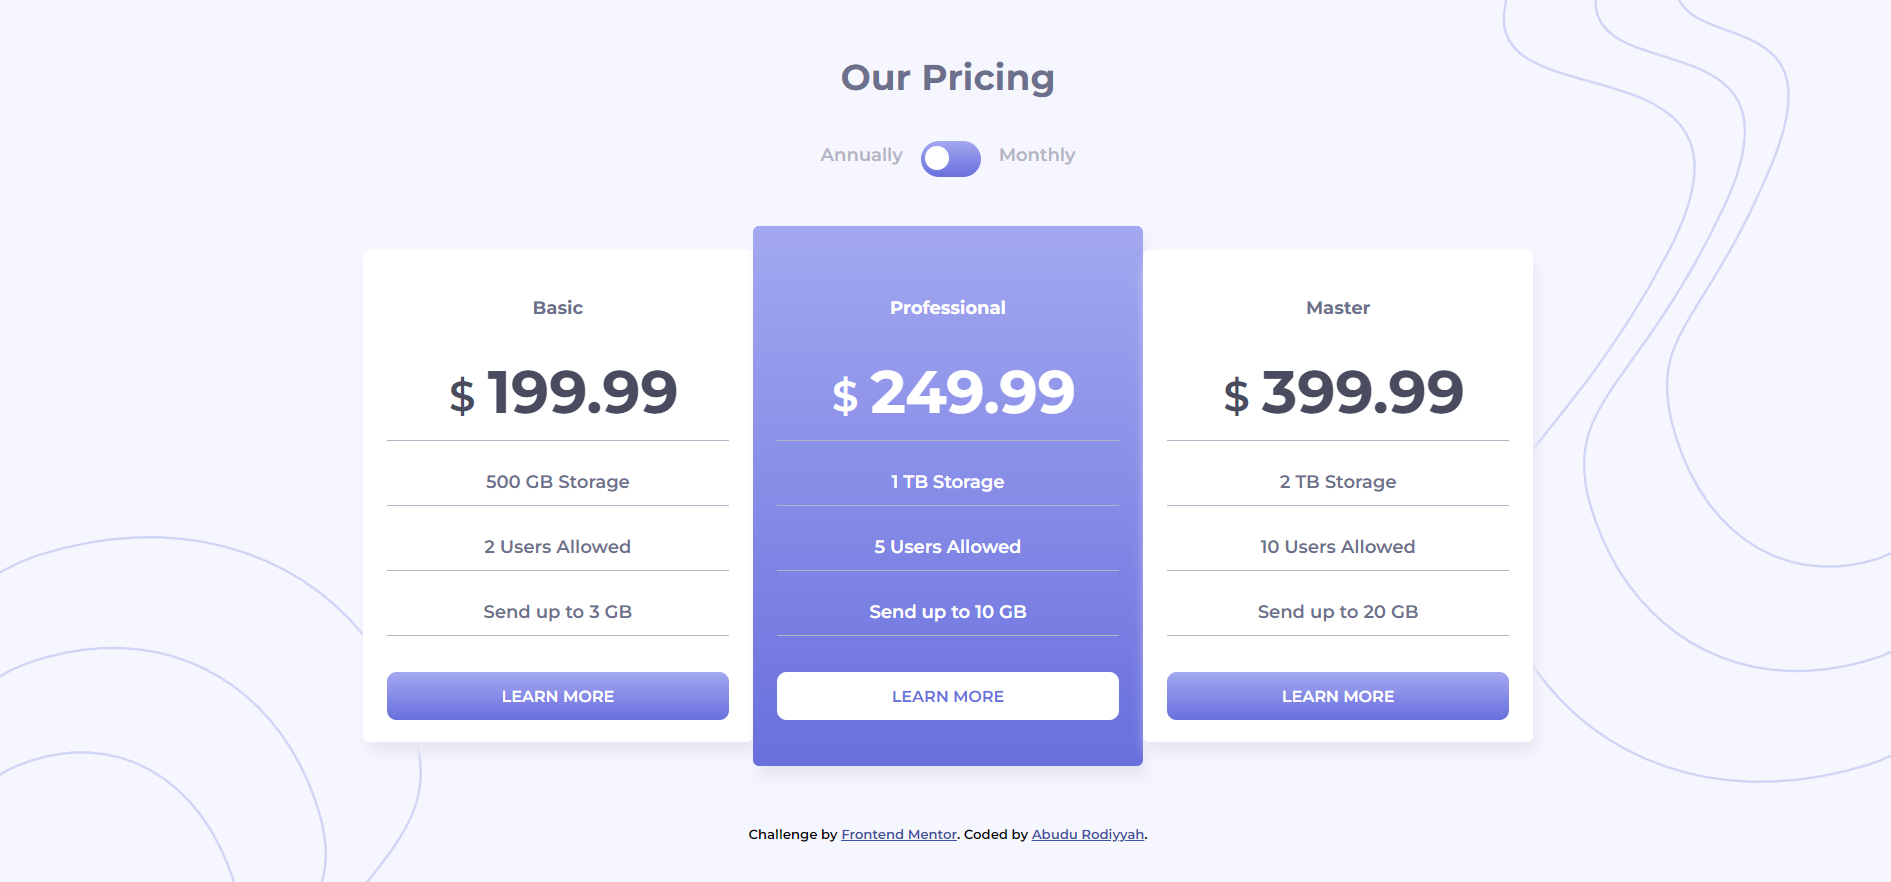 Our Pricing
Annually Monthly
Basic
$ 199.99
500 GB Storage
2 Users Allowed
Send up to 3 GB
LEARN MORE
Professional
$ 249.99
1 TB Storage
5 Users Allowed
Send up to 10 GB
LEARN MORE
Master
$ 399.99
2 TB Storage
10 Users Allowed
Send up to 20 GB
LEARN MORE
Challenge by Frontend Mentor. Coded by Abudu Rodiyyah.